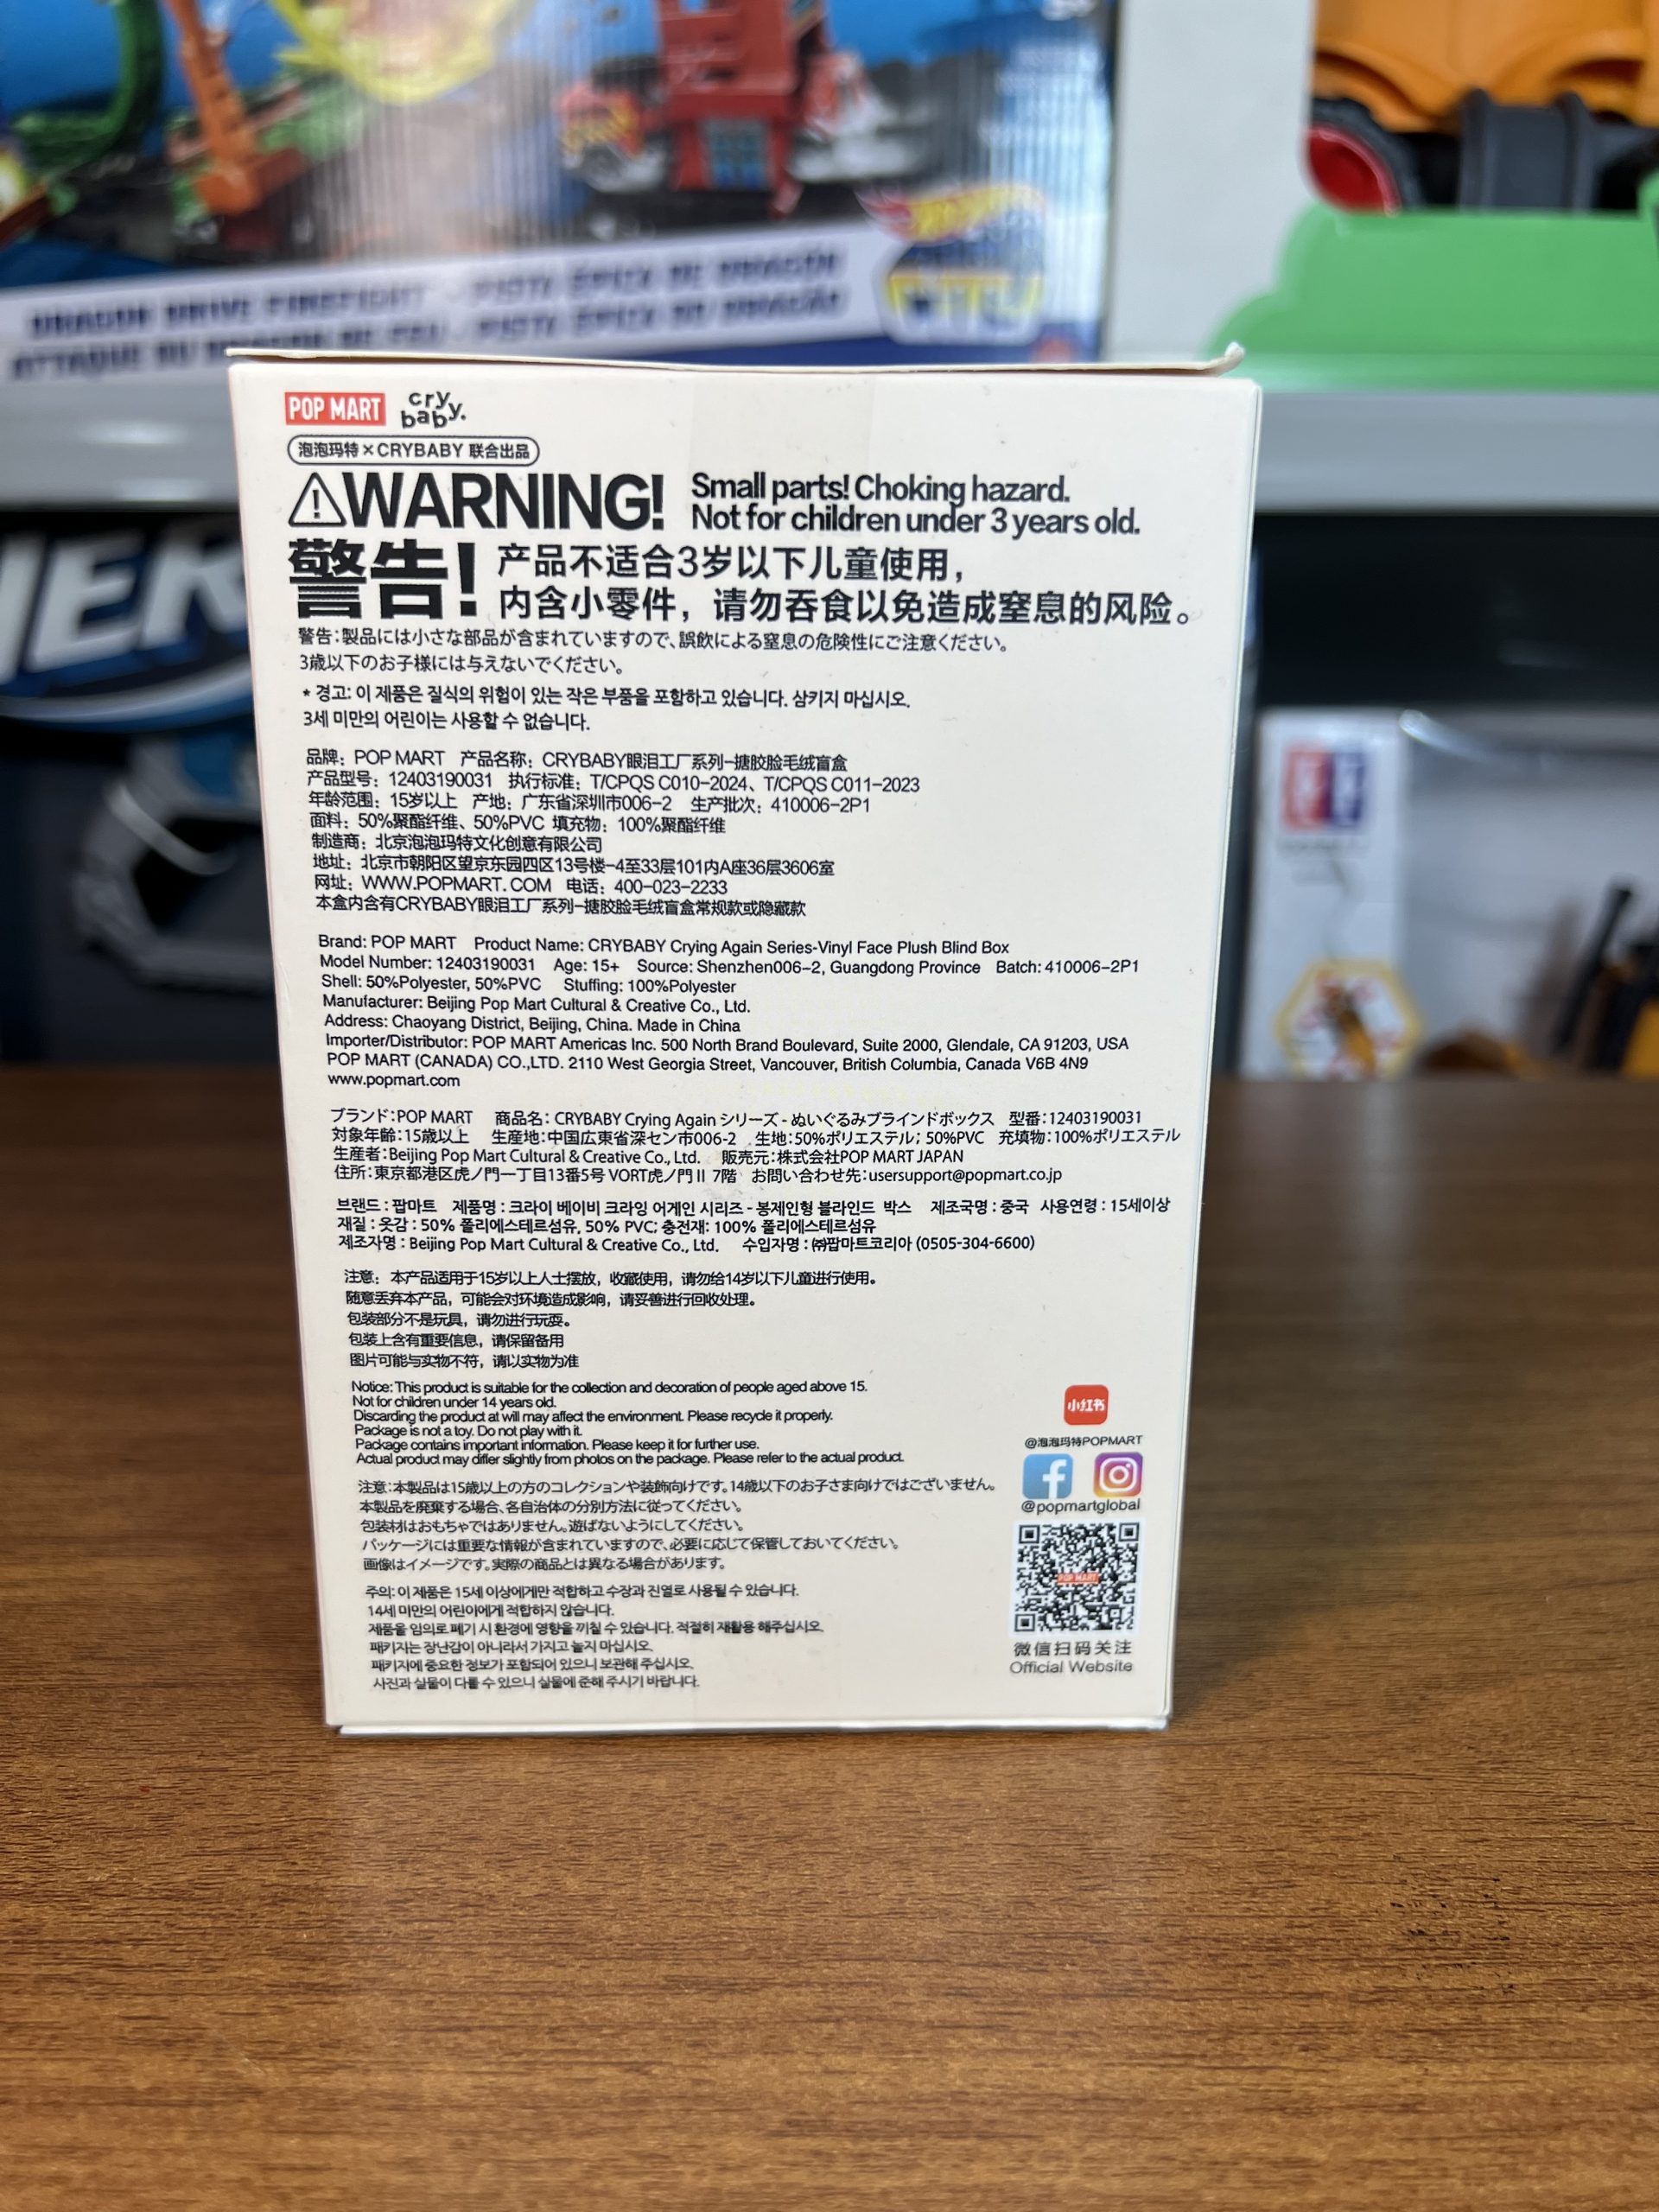 DRAGON DRIVE FIREFIGHT
POP MART
cry
baby.
泡泡玛特×CRYBABY 联合出品
WARNING!
Small parts! Choking hazard.
Not for children under 3 years old.
警告!
产品不适合3岁以下儿童使用，
内含小零件，请勿吞食以免造成窒息的风险。
警告:製品には小さな部品が含まれていますので、誤飲による窒息の危険性にご注意ください。
3歳以下のお子様には与えないでください。
* 경고: 이 제품은 질식의 위험이 있는 작은 부품을 포함하고 있습니다. 삼키지 마십시오.
3세 미만의 어린이는 사용할 수 없습니다.
品牌：POP MART 产品名称：CRYBABY眼泪工厂系列-搪胶脸毛绒盲盒
产品型号：12403190031 执行标准：T/CPQS C010-2024、T/CPQS C011-2023
年龄范围：15岁以上 产地：广东省深圳市006-2 生产批次：410006-2P1
面料：50%聚酯纤维、50%PVC 填充物：100%聚酯纤维
制造商：北京泡泡玛特文化创意有限公司
地址：北京市朝阳区望京东园四区13号楼-4至33层101内A座36层3606室
网址：WWW.POPMART.COM 电话：400-023-2233
本盒内含有CRYBABY眼泪工厂系列-搪胶脸毛绒盲盒常规款或隐藏款
Brand: POP MART Product Name: CRYBABY Crying Again Series-Vinyl Face Plush Blind Box
Model Number: 12403190031 Age: 15+ Source: Shenzhen006-2, Guangdong Province Batch: 410006-2P1
Shell: 50%Polyester, 50%PVC Stuffing: 100%Polyester
Manufacturer: Beijing Pop Mart Cultural & Creative Co., Ltd.
Address: Chaoyang District, Beijing, China. Made in China
Importer/Distributor: POP MART Americas Inc. 500 North Brand Boulevard, Suite 2000, Glendale, CA 91203, USA
POP MART (CANADA) CO.,LTD. 2110 West Georgia Street, Vancouver, British Columbia, Canada V6B 4N9
www.popmart.com
ブランド:POP MART 商品名：CRYBABY Crying Again シリーズ - ぬいぐるみブラインドボックス 型番:12403190031
対象年齢:15歳以上 生産地:中国広東省深セン市006-2 生地:50%ポリエステル; 50%PVC 充填物:100%ポリエステル
生産者:Beijing Pop Mart Cultural & Creative Co., Ltd. 販売元:株式会社POP MART JAPAN
住所:東京都港区虎ノ門一丁目13番5号 VORT虎ノ門Ⅱ 7階 お問い合わせ先:usersupport@popmart.co.jp
브랜드 : 팝마트 제품명 : 크라이 베이비 크라잉 어게인 시리즈 - 봉제인형 블라인드 박스 제조국명 : 중국 사용연령 : 15세이상
재질 : 옷감 : 50% 폴리에스테르섬유, 50% PVC; 충전재: 100% 폴리에스테르섬유
제조자명 : Beijing Pop Mart Cultural & Creative Co., Ltd. 수입자명 : ㈜팝마트코리아 (0505-304-6600)
注意：本产品适用于15岁以上人士摆放，收藏使用，请勿给14岁以下儿童进行使用。
随意丢弃本产品，可能会对环境造成影响，请妥善进行回收处理。
包装部分不是玩具，请勿进行玩耍。
包装上含有重要信息，请保留备用
图片可能与实物不符，请以实物为准
Notice: This product is suitable for the collection and decoration of people aged above 15.
Not for children under 14 years old.
Discarding the product at will may affect the environment. Please recycle it properly.
Package is not a toy. Do not play with it.
Package contains important information. Please keep it for further use.
Actual product may differ slightly from photos on the package. Please refer to the actual product.
注意:本製品は15歳以上の方のコレクションや装飾向けです。14歳以下のお子さま向けではございません。
本製品を廃棄する場合、各自治体の分別方法に従ってください。
包装材はおもちゃではありません。遊ばないようにしてください。
パッケージには重要な情報が含まれていますので、必要に応じて保管しておいてください。
画像はイメージです。実際の商品とは異なる場合があります。
주의: 이 제품은 15세 이상에게만 적합하고 수장과 진열로 사용될 수 있습니다.
14세 미만의 어린이에게 적합하지 않습니다.
제품을 임의로 폐기 시 환경에 영향을 끼칠 수 있습니다. 적절히 재활용 해주십시오.
패키지는 장난감이 아니라서 가지고 놀지 마십시오.
패키지에 중요한 정보가 포함되어 있으니 보관해 주십시오.
사진과 실물이 다를 수 있으니 실물에 준해 주시기 바랍니다.
小红书
@泡泡玛特POPMART
@popmartglobal
POP MART
微信扫码关注
Official Website